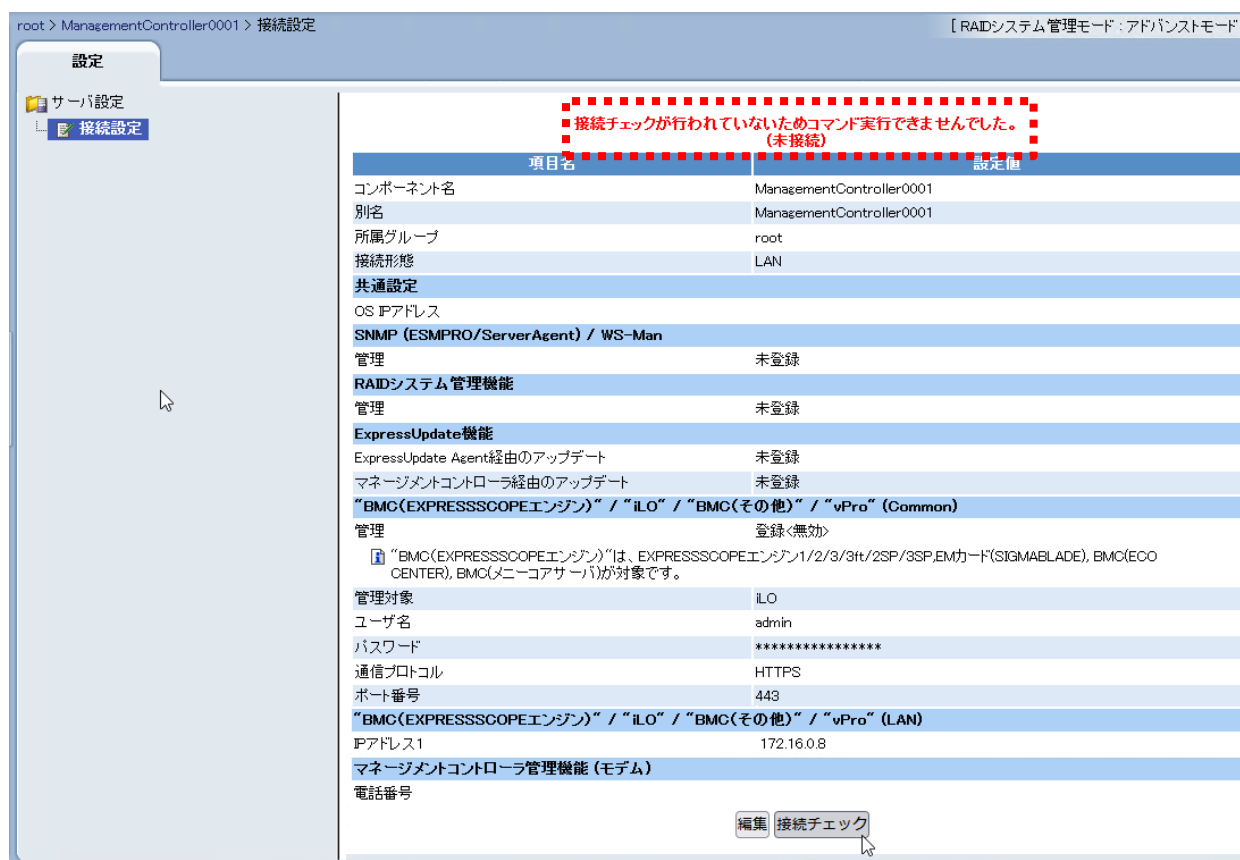 root > ManagementController0001 > 接続設定 [ RAIDシステム管理モード : アドバンストモード
設定
サーバ設定
接続設定
接続チェックが行われていないためコマンド実行できませんでした。
(未接続)
項目名 設定値
コンポーネント名 ManagementController0001
別名 ManagementController0001
所属グループ root
接続形態 LAN
共通設定
OS IPアドレス
SNMP (ESMPRO/ServerAgent) / WS-Man
管理 未登録
RAIDシステム管理機能
管理 未登録
ExpressUpdate機能
ExpressUpdate Agent経由のアップデート 未登録
マネージメントコントローラ経由のアップデート 未登録
"BMC(EXPRESSSCOPEエンジン)" / "iLO" / "BMC(その他)" / "vPro" (Common)
管理 登録<無効>
"BMC(EXPRESSSCOPEエンジン)"は、EXPRESSSCOPEエンジン1/2/3/3ft/2SP/3SP,EMカード(SIGMABLADE), BMC(ECO
CENTER), BMC(メニーコアサーバ)が対象です。
管理対象 iLO
ユーザ名 admin
パスワード ****************
通信プロトコル HTTPS
ポート番号 443
"BMC(EXPRESSSCOPEエンジン)" / "iLO" / "BMC(その他)" / "vPro" (LAN)
IPアドレス1 172.16.0.8
マネージメントコントローラ管理機能 (モデム)
電話番号
編集 接続チェック